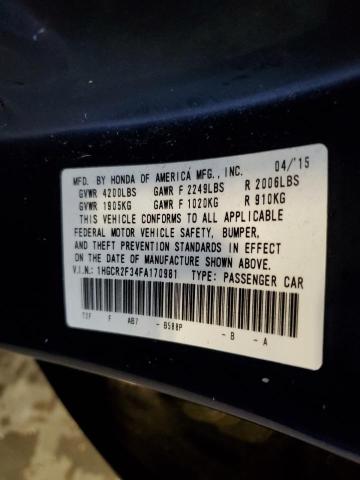 MFD. BY HONDA OF AMERICA MFG., INC. 04/'15
GVWR 4200LBS GAWR F 2249LBS R 2006LBS
GVWR 1905KG GAWR F 1020KG R 910KG
THIS VEHICLE CONFORMS TO ALL APPLICABLE
FEDERAL MOTOR VEHICLE SAFETY, BUMPER,
AND THEFT PREVENTION STANDARDS IN EFFECT
ON THE DATE OF MANUFACTURE SHOWN ABOVE.
V.I.N.: 1HGCR2F34FA170981 TYPE: PASSENGER CAR
F AB7 -B588P -B -A